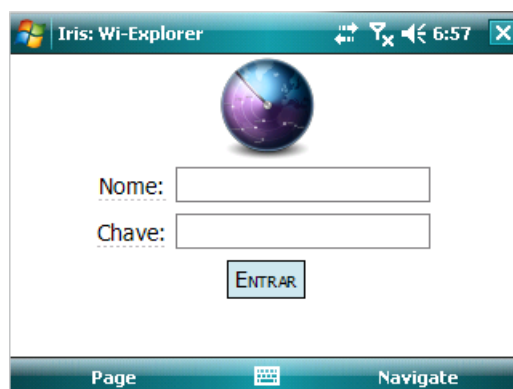 Iris: Wi-Explorer 6:57
Nome:
Chave:
ENTRAR
Page Navigate